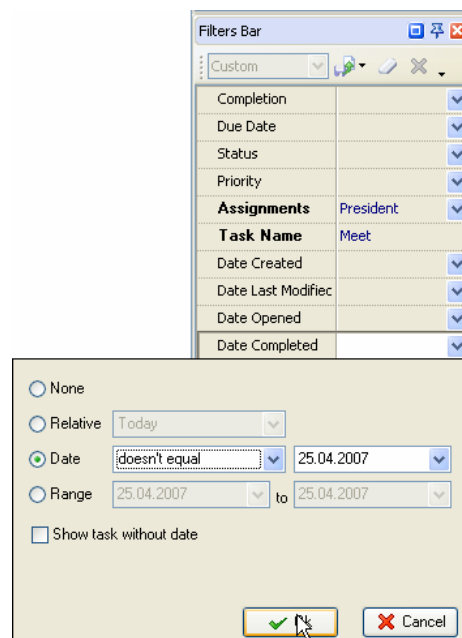 Filters Bar
Custom
Completion
Due Date
Status
Priority
Assignments President
Task Name Meet
Date Created
Date Last Modified
Date Opened
Date Completed
None
Relative Today
Date doesn't equal 25.04.2007
Range 25.04.2007 to 25.04.2007
Show task without date
Cancel